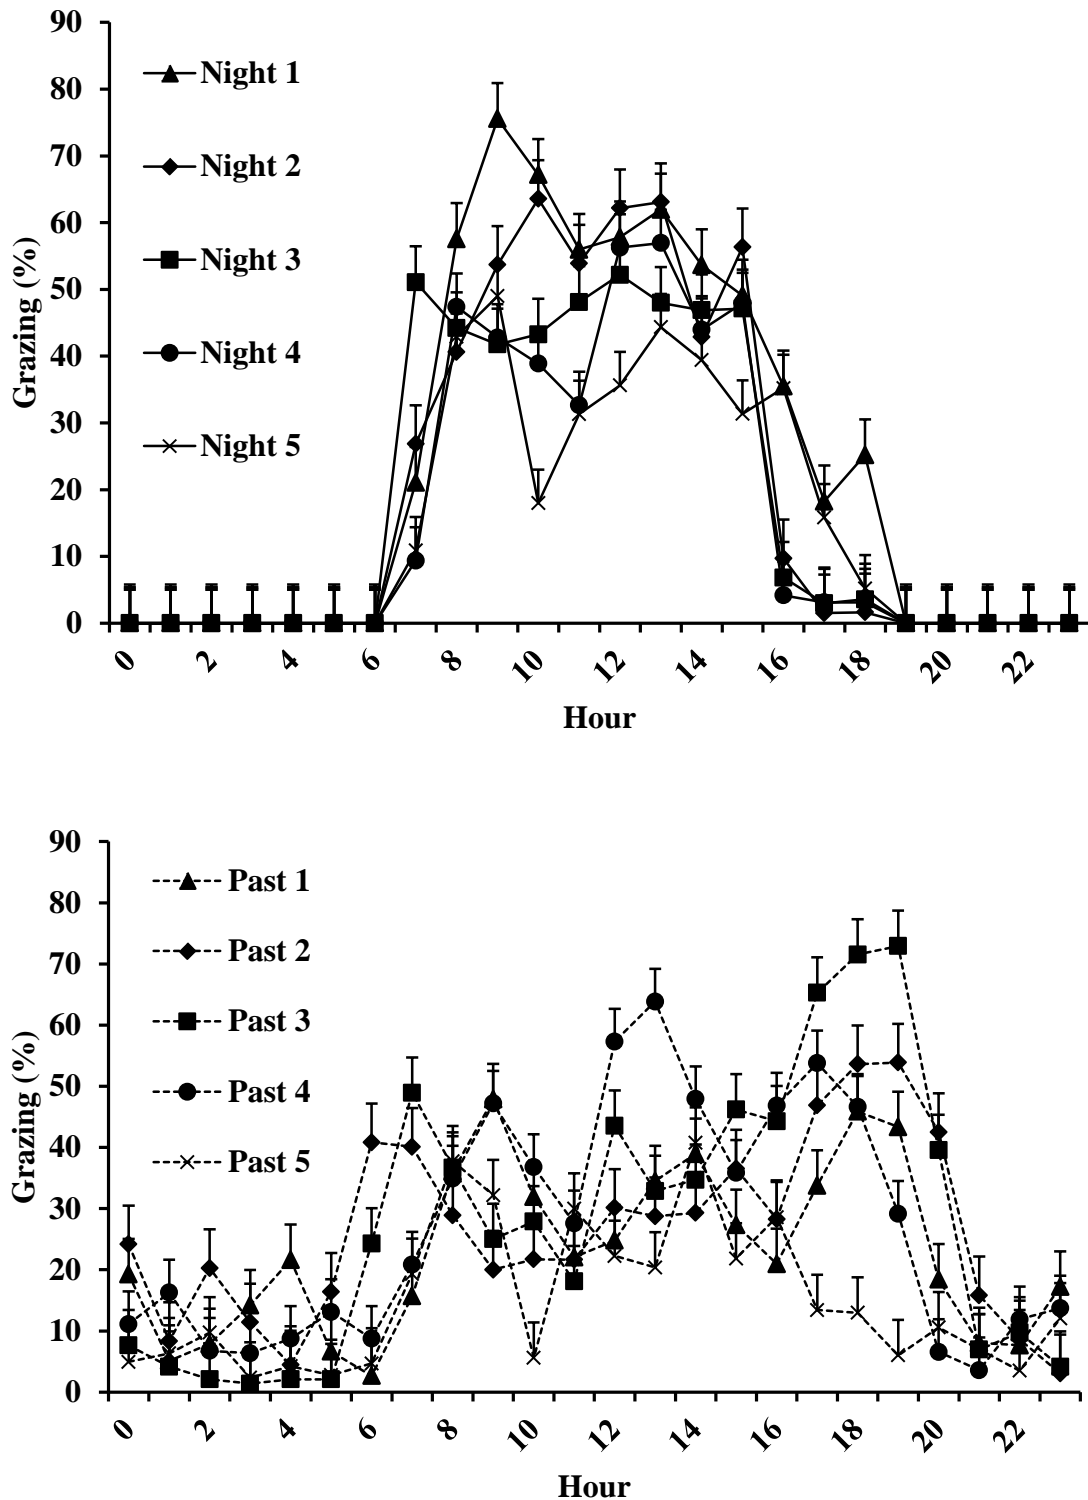 90
80
70
60
50
40
30
20
10
0
Grazing (%)
Night 1
Night 2
Night 3
Night 4
Night 5
0 2 4 6 8 10 12 14 16 18 20 22
Hour
90
80
70
60
50
40
30
20
10
0
Grazing (%)
Past 1
Past 2
Past 3
Past 4
Past 5
0 2 4 6 8 10 12 14 16 18 20 22
Hour